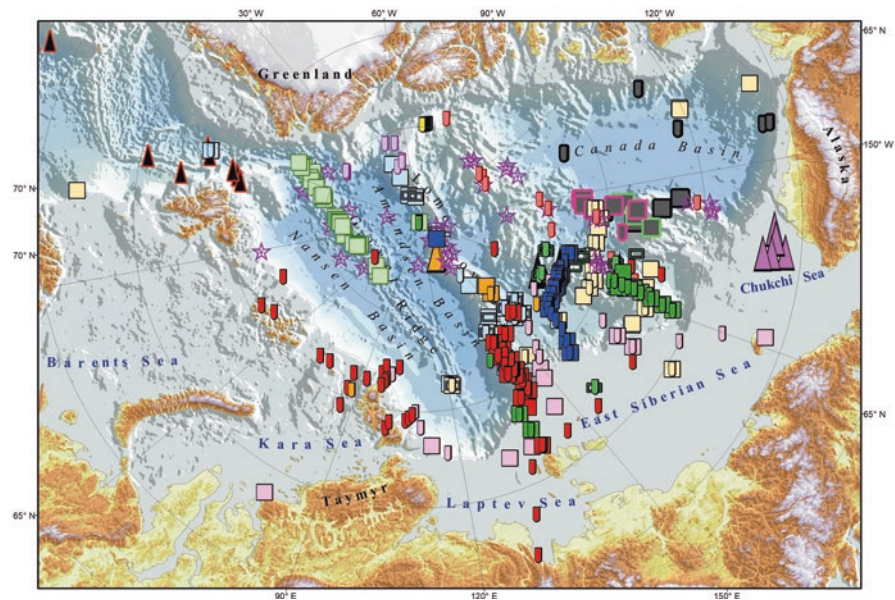 30° W 60° W 90° W 120° W
65° N
Greenland
150° W
Alaska
Canada Basin
70° N
70° N
Amundsen Basin
Nansen Basin
Ridge
Chukchi Sea
Barents Sea
East Siberian Sea
65° N
Kara Sea
Taymyr
Laptev Sea
65° N
90° E 120° E 150° E